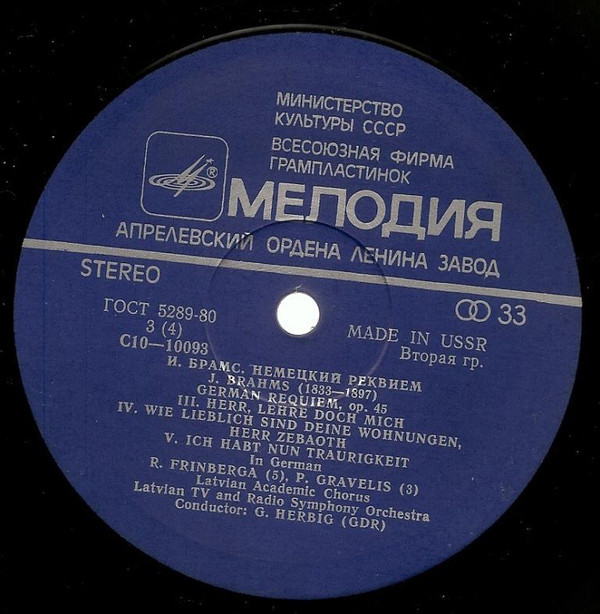 МИНИСТЕРСТВО
КУЛЬТУРЫ СССР
ВСЕСОЮЗНАЯ ФИРМА
ГРАМПЛАСТИНОК
®
МЕЛОДИЯ
АПРЕЛЕВСКИЙ ОРДЕНА ЛЕНИНА ЗАВОД
STEREO
33
ГОСТ 5289-80
3 (4)
С10—10093
MADE IN USSR
Вторая гр.
И. БРАМС. НЕМЕЦКИЙ РЕКВИЕМ
J. BRAHMS (1833—1897)
GERMAN REQUIEM, op. 45
III. HERR, LEHRE DOCH MICH
IV. WIE LIEBLICH SIND DEINE WOHNUNGEN,
HERR ZEBAOTH
V. ICH HABT NUN TRAURIGKEIT
In German
R. FRINBERGA (5), P. GRAVELIS (3)
Latvian Academic Chorus
Latvian TV and Radio Symphony Orchestra
Conductor: G. HERBIG (GDR)